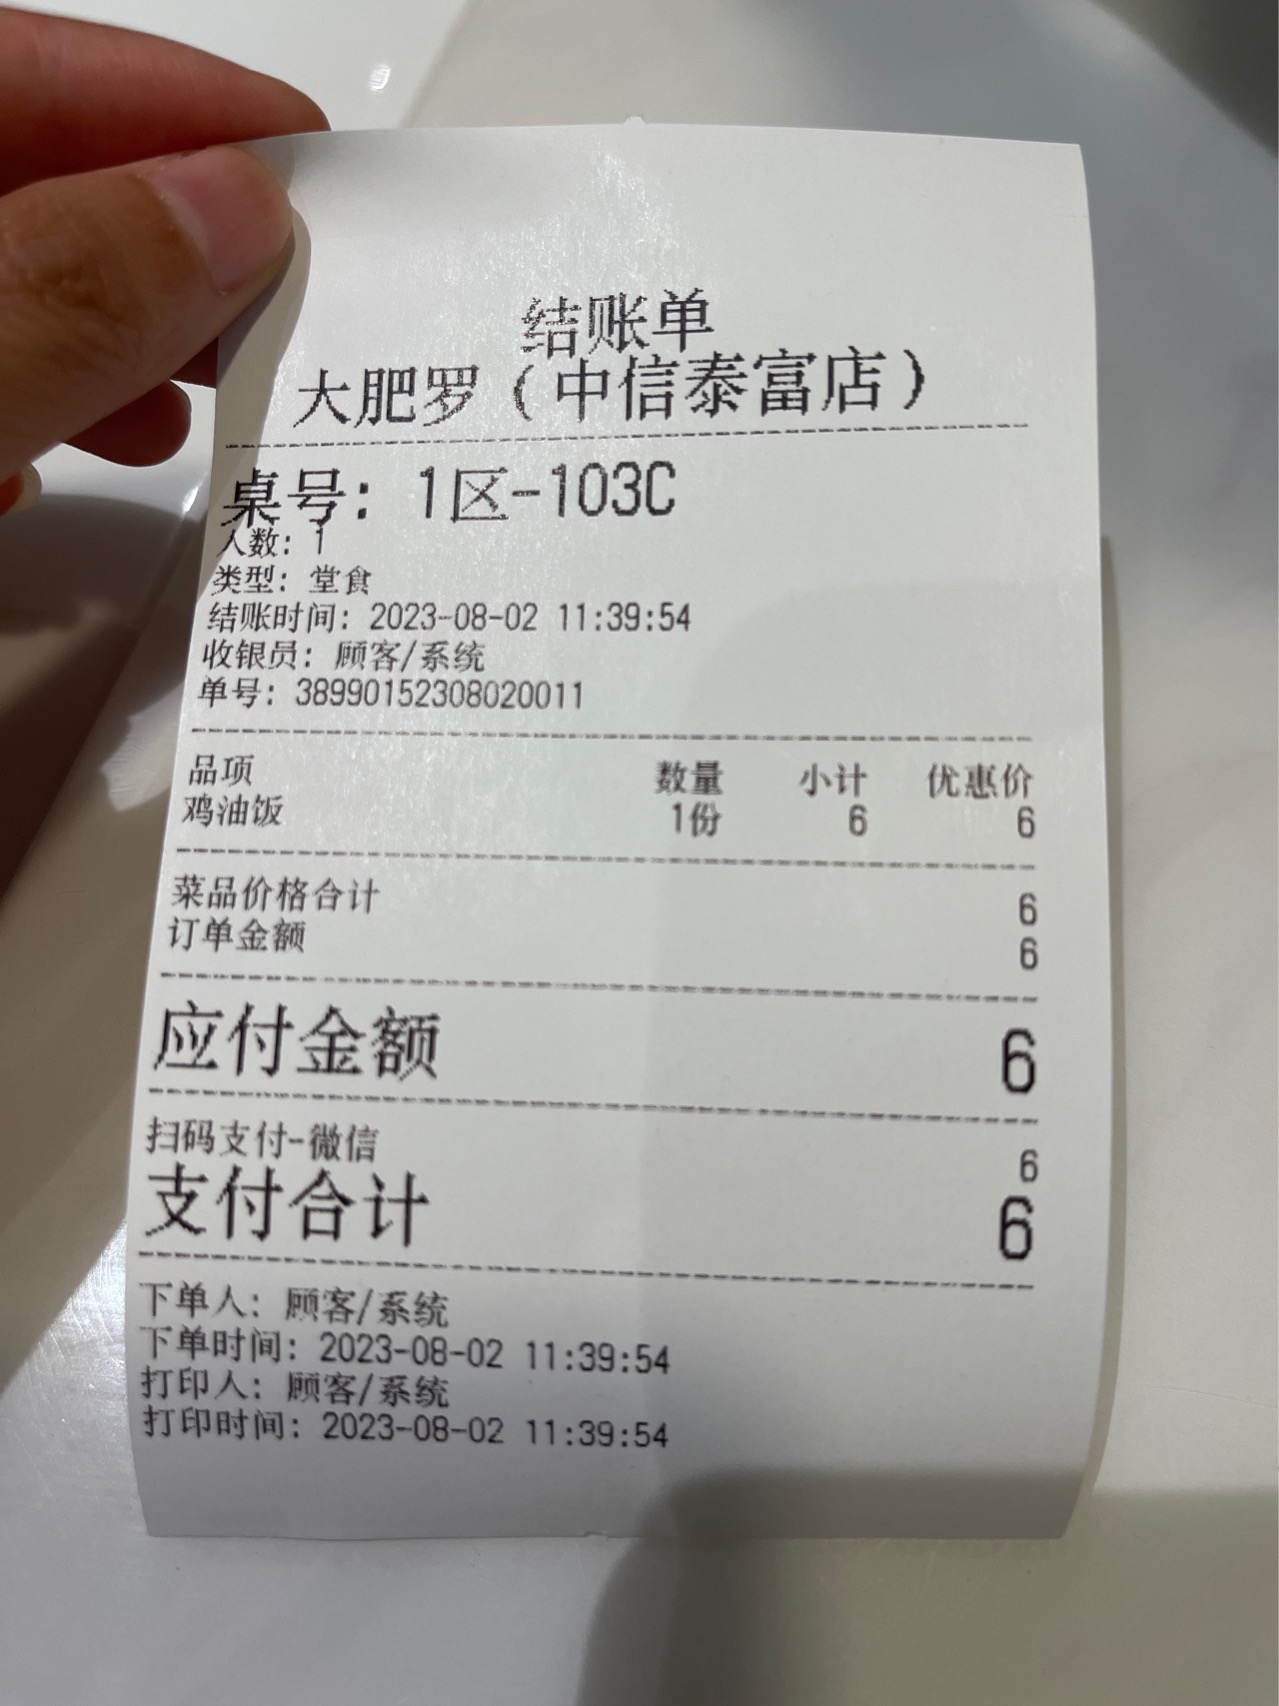 结账单
大肥罗（中信泰富店）
桌号：1区-103C
人数：1
类型：堂食
结账时间：2023-08-02 11:39:54
收银员：顾客/系统
单号：38990152308020011
品项 数量 小计 优惠价
鸡油饭 1份 6 6
菜品价格合计 6
订单金额 6
应付金额 6
扫码支付-微信 6
支付合计 6
下单人：顾客/系统
下单时间：2023-08-02 11:39:54
打印人：顾客/系统
打印时间：2023-08-02 11:39:54